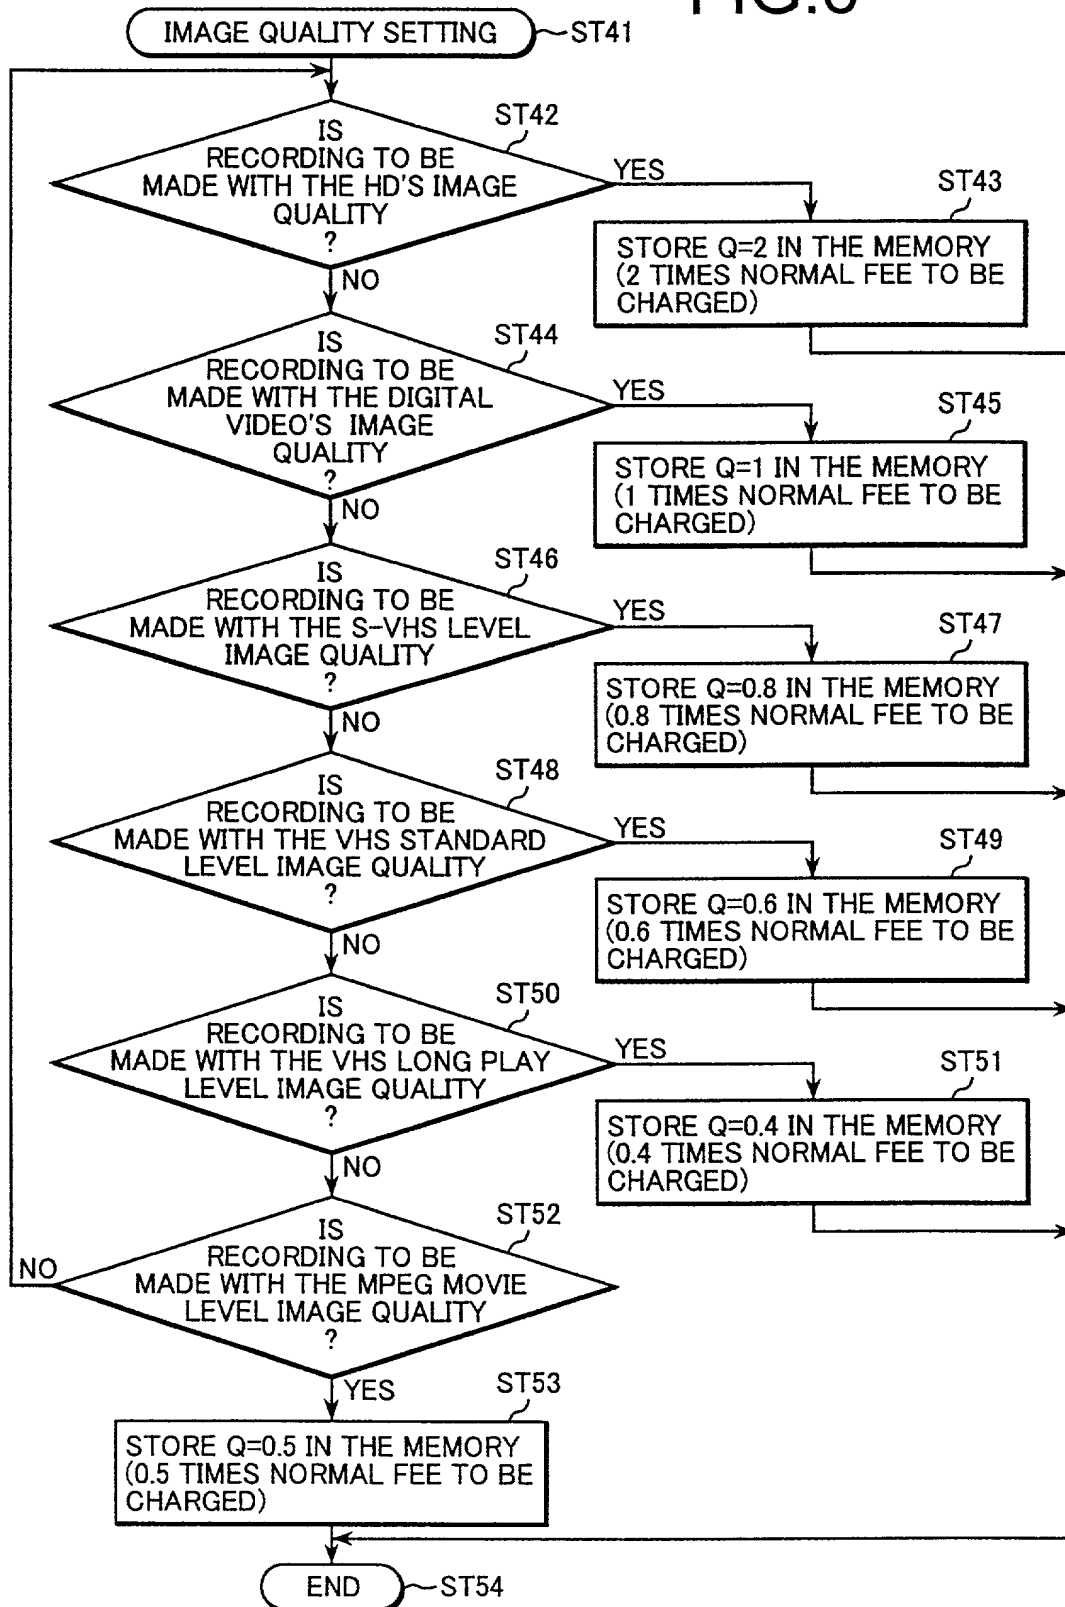 FIG.
IMAGE QUALITY SETTING
ST41
ST42
IS
RECORDING TO BE
MADE WITH THE HD'S IMAGE
QUALITY
?
YES
NO
ST43
STORE Q=2 IN THE MEMORY
(2 TIMES NORMAL FEE TO BE
CHARGED)
ST44
IS
RECORDING TO BE
MADE WITH THE DIGITAL
VIDEO'S IMAGE
QUALITY
?
YES
NO
ST45
STORE Q=1 IN THE MEMORY
(1 TIMES NORMAL FEE TO BE
CHARGED)
ST46
IS
RECORDING TO BE
MADE WITH THE S-VHS LEVEL
IMAGE QUALITY
?
YES
NO
ST47
STORE Q=0.8 IN THE MEMORY
(0.8 TIMES NORMAL FEE TO BE
CHARGED)
ST48
IS
RECORDING TO BE
MADE WITH THE VHS STANDARD
LEVEL IMAGE QUALITY
?
YES
NO
ST49
STORE Q=0.6 IN THE MEMORY
(0.6 TIMES NORMAL FEE TO BE
CHARGED)
ST50
IS
RECORDING TO BE
MADE WITH THE VHS LONG PLAY
LEVEL IMAGE QUALITY
?
YES
NO
ST51
STORE Q=0.4 IN THE MEMORY
(0.4 TIMES NORMAL FEE TO BE
CHARGED)
ST52
IS
RECORDING TO BE
MADE WITH THE MPEG MOVIE
LEVEL IMAGE QUALITY
?
NO
YES
ST53
STORE Q=0.5 IN THE MEMORY
(0.5 TIMES NORMAL FEE TO BE
CHARGED)
END
ST54